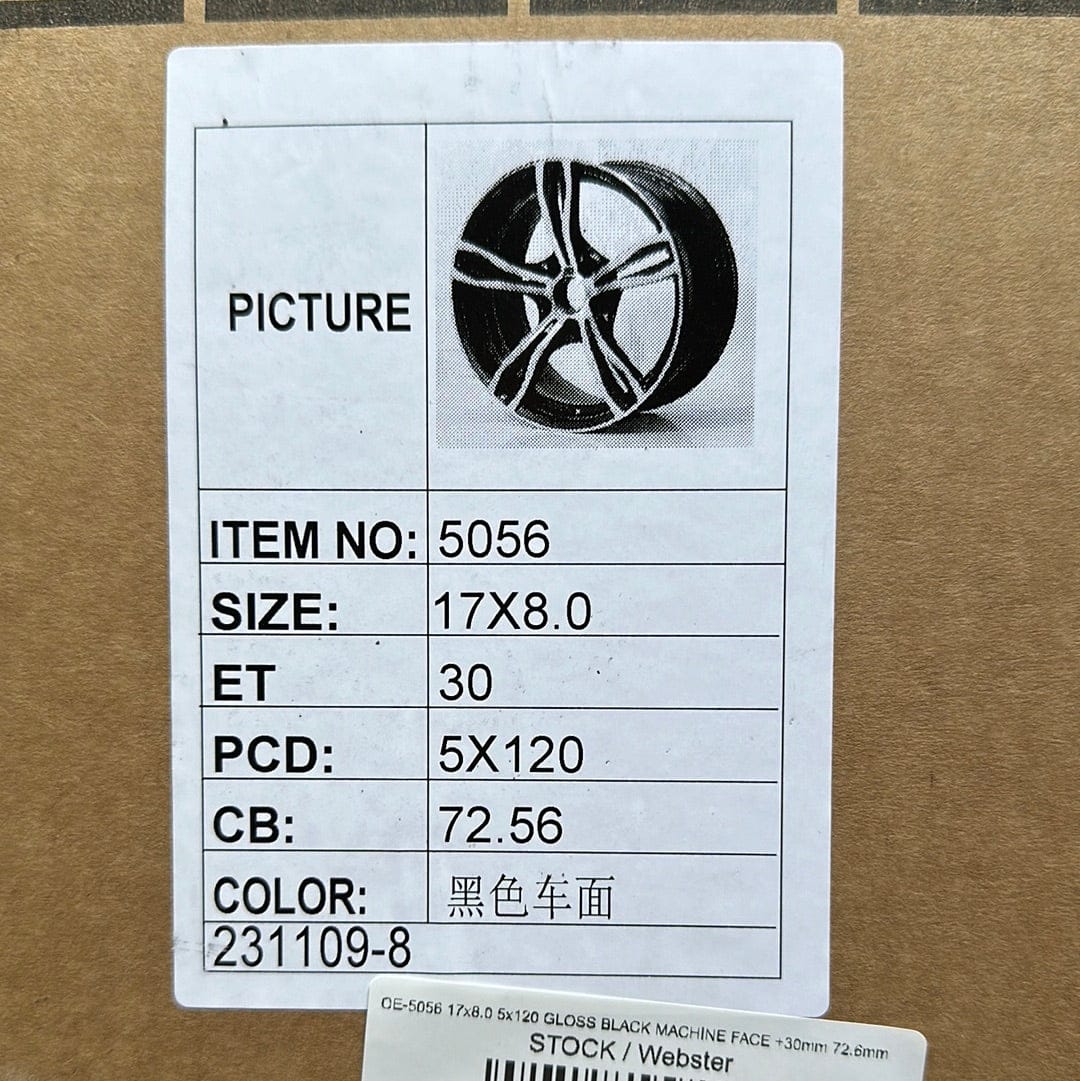 PICTURE
ITEM NO: 5056
SIZE: 17X8.0
ET 30
PCD: 5X120
CB: 72.56
COLOR: 黑色车面
231109-8
OE-5056 17x8.0 5x120 GLOSS BLACK MACHINE FACE +30mm 72.6mm
STOCK / Webster